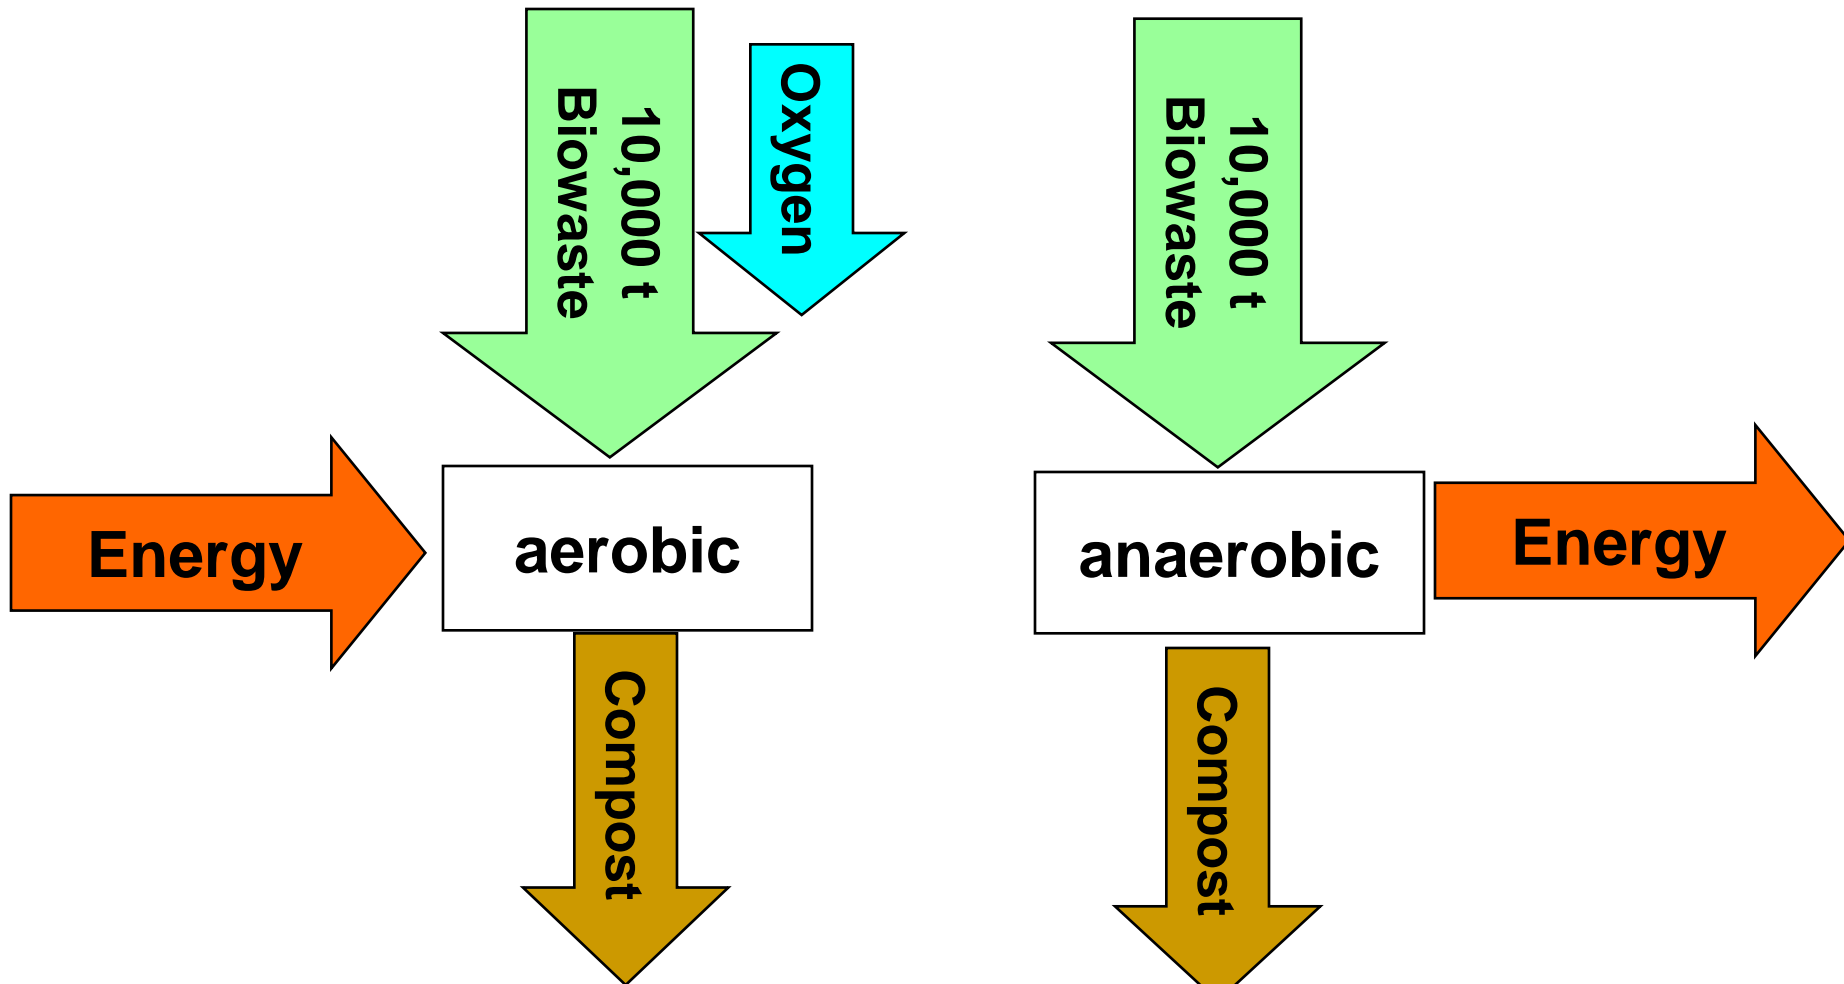 10,000 t
Biowaste
Oxygen
10,000 t
Biowaste
Energy
aerobic
anaerobic
Energy
Compost
Compost